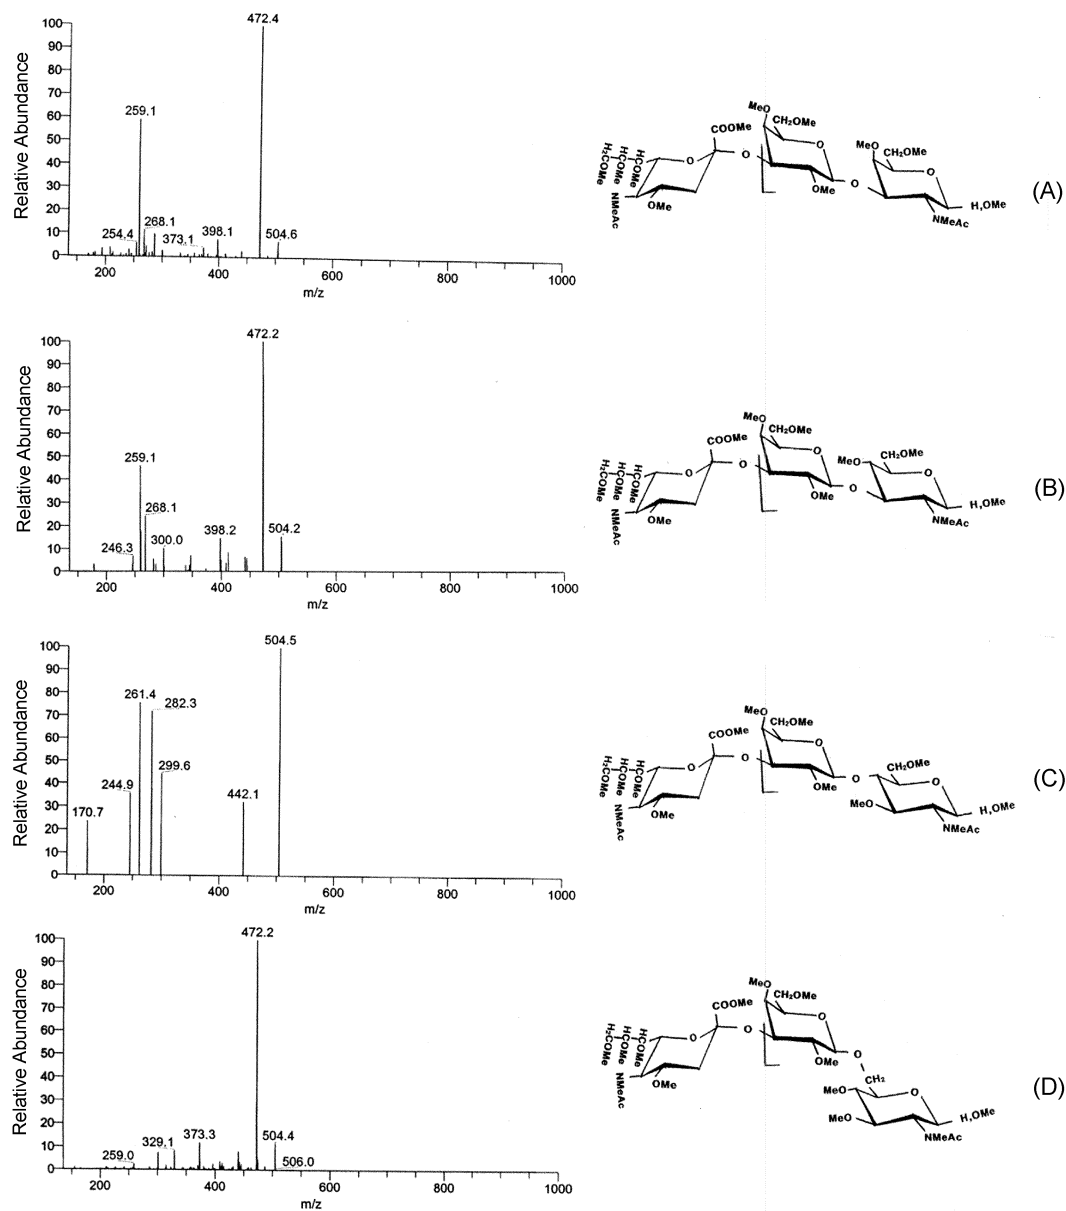 472.4
100
90
80
70
60
50
40
30
20
10
0
Relative Abundance
259.1
254.4
268.1
373.1
398.1
504.6
200
400
600
800
1000
m/z
MeO
CH₂OMe
COOMe
O
O
O
MeO
CH₂OMe
O
H₂COMe
HCOMe
HCOMe
NMeAc
OMe
OMe
O
H,OMe
NMeAc
(A)
472.2
100
90
80
70
60
50
40
30
20
10
0
Relative Abundance
259.1
268.1
246.3
300.0
398.2
504.2
200
400
600
800
1000
m/z
MeO
CH₂OMe
COOMe
O
O
O
MeO
CH₂OMe
O
H₂COMe
HCOMe
HCOMe
NMeAc
OMe
OMe
O
H,OMe
NMeAc
(B)
504.5
100
90
80
70
60
50
40
30
20
10
0
Relative Abundance
261.4
282.3
299.6
244.9
170.7
442.1
200
400
600
800
1000
m/z
MeO
CH₂OMe
COOMe
O
O
O
CH₂OMe
O
H₂COMe
HCOMe
HCOMe
NMeAc
OMe
OMe
O
MeO
H,OMe
NMeAc
(C)
472.2
100
90
80
70
60
50
40
30
20
10
0
Relative Abundance
259.0
329.1
373.3
504.4
506.0
200
400
600
800
1000
m/z
MeO
CH₂OMe
COOMe
O
O
O
H₂COMe
HCOMe
HCOMe
NMeAc
OMe
OMe
O
CH₂
MeO
O
MeO
H,OMe
NMeAc
(D)